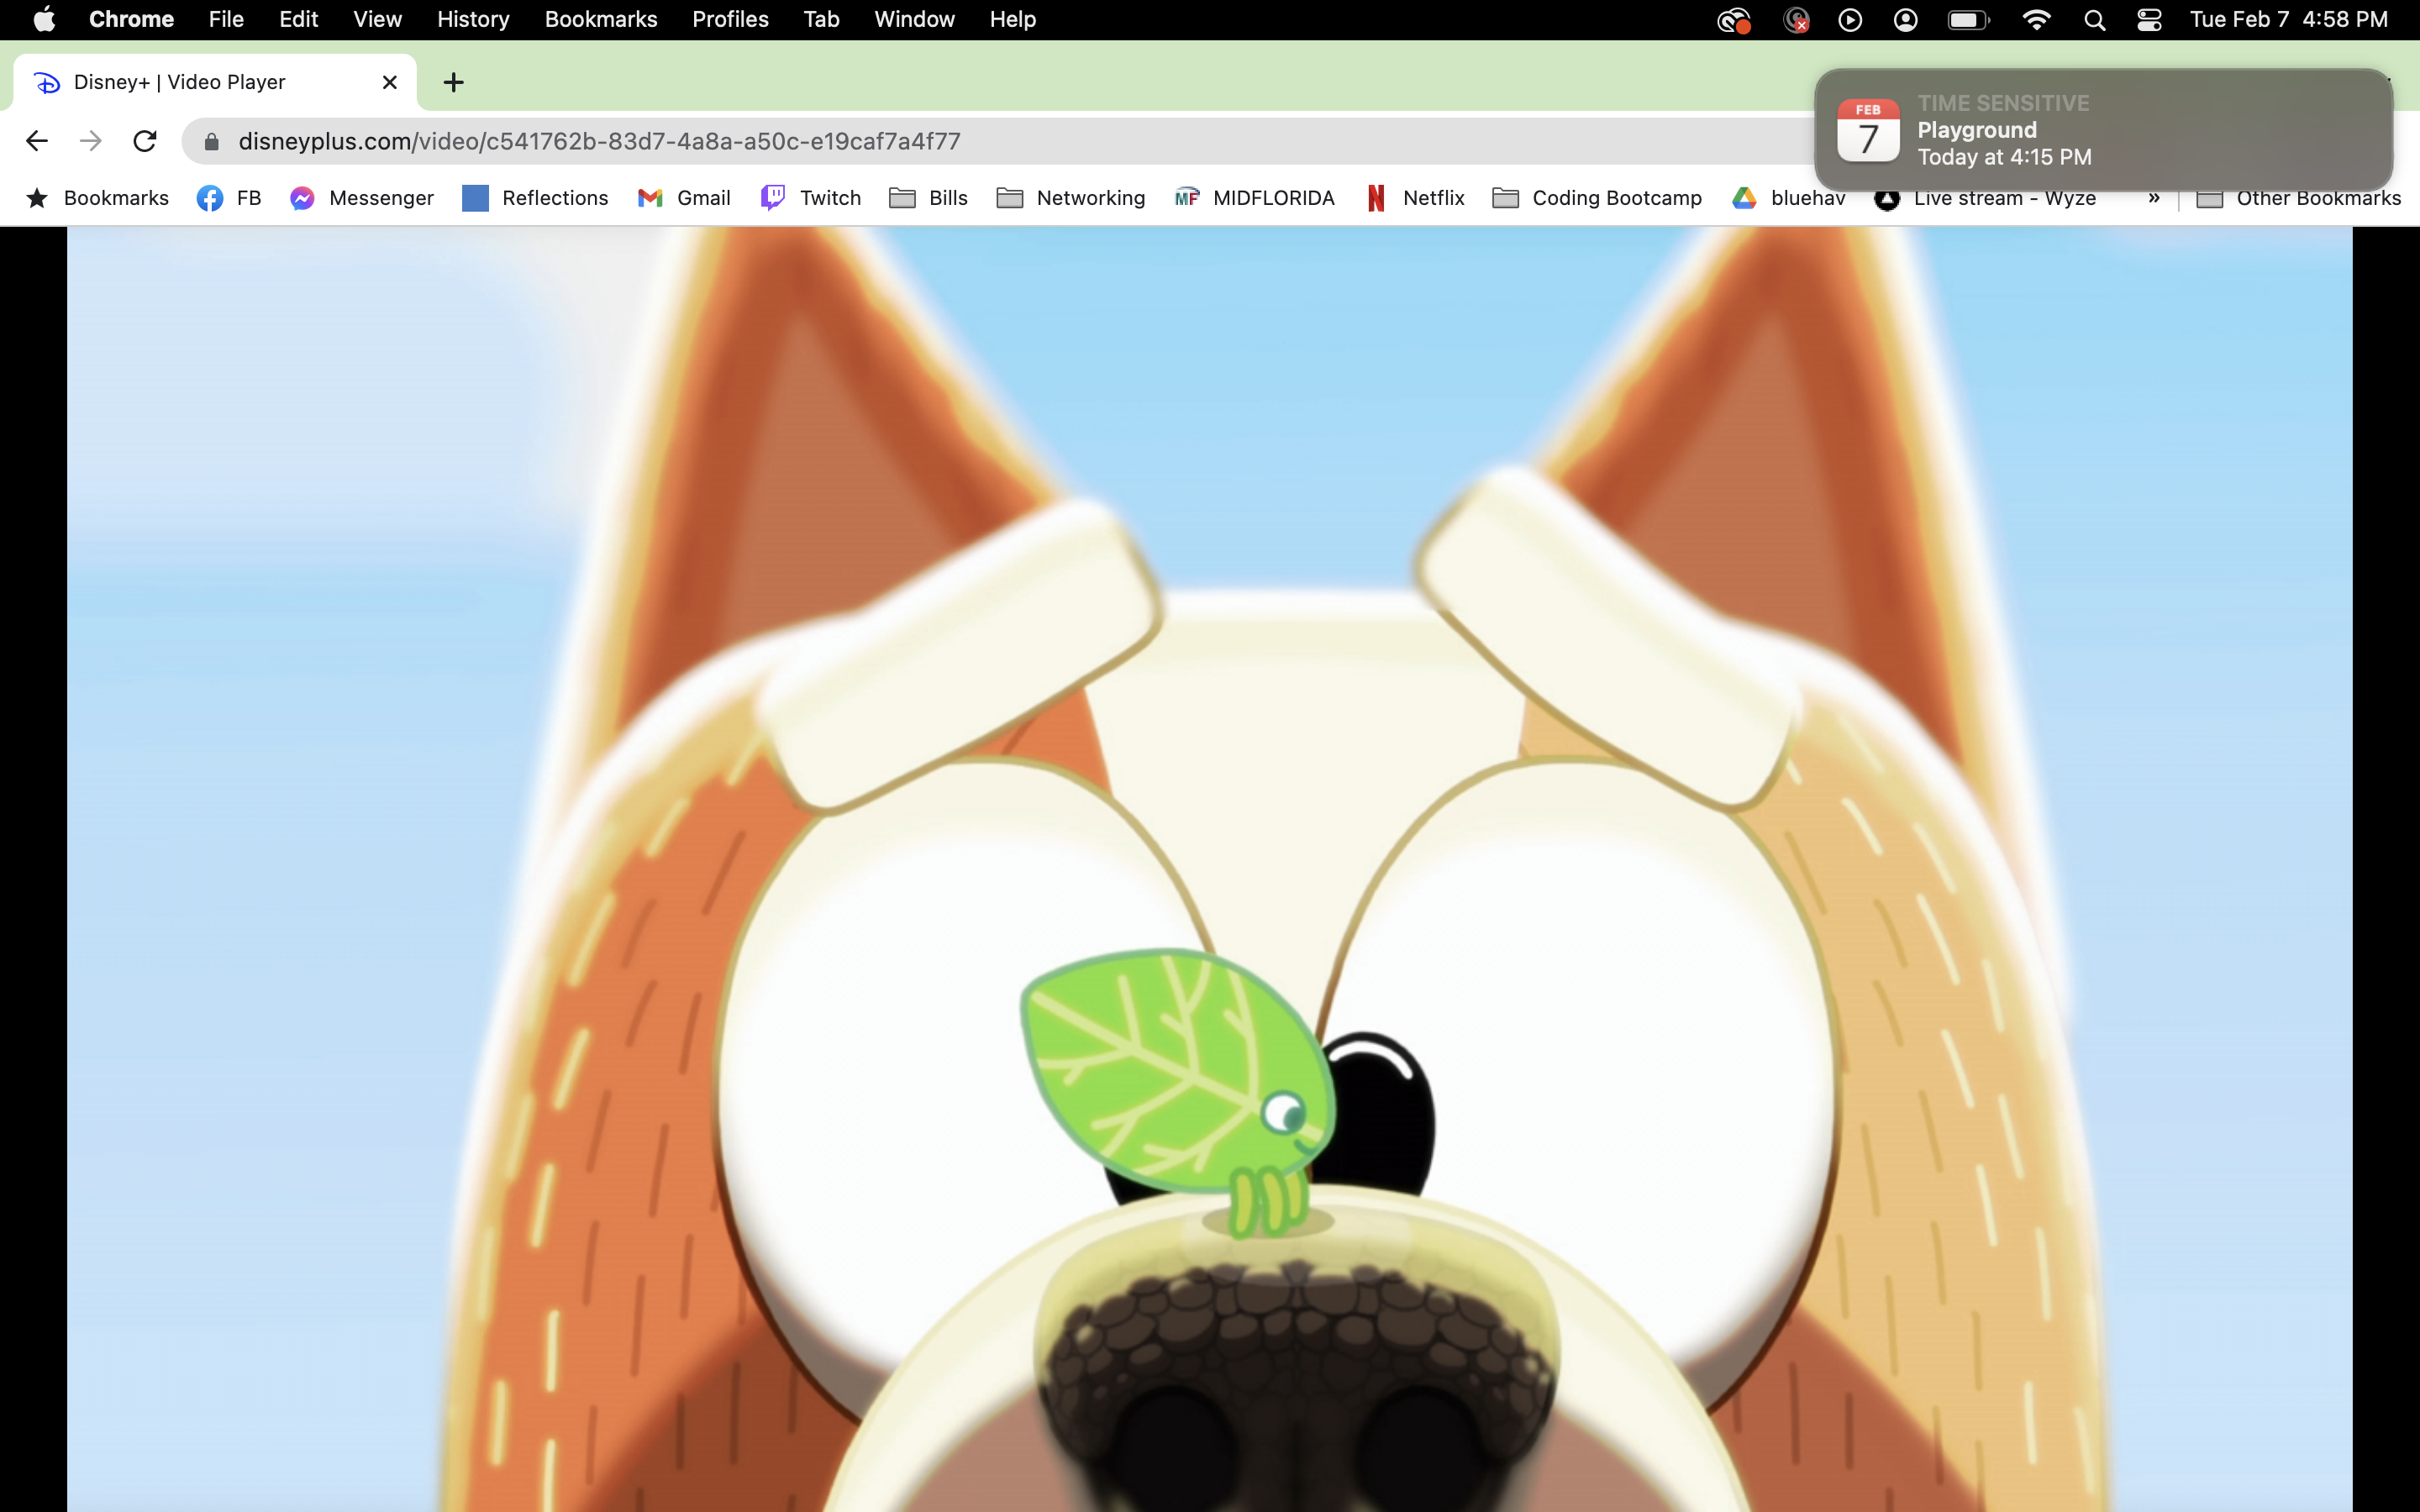 Chrome File Edit View History Bookmarks Profiles Tab Window Help Tue Feb 7 4:58 PM
Disney+ | Video Player
disneyplus.com/video/c541762b-83d7-4a8a-a50c-e19caf7a4f77
FEB
7
TIME SENSITIVE
Playground
Today at 4:15 PM
Bookmarks FB Messenger Reflections Gmail Twitch Bills Networking MF MIDFLORIDA Netflix Coding Bootcamp bluehav Live stream - Wyze » Other Bookmarks